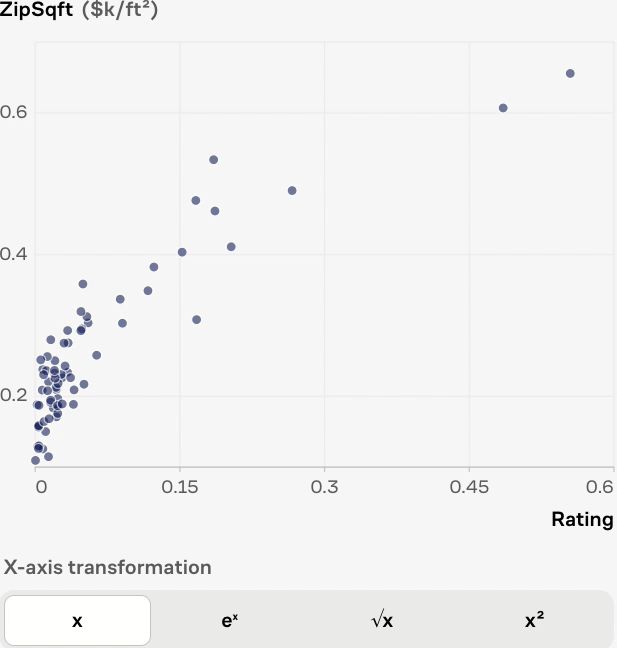 ZipSqft ($k/ft²)
0.6
0.4
0.2
0 0.15 0.3 0.45 0.6
Rating
X-axis transformation
x eˣ √x x²